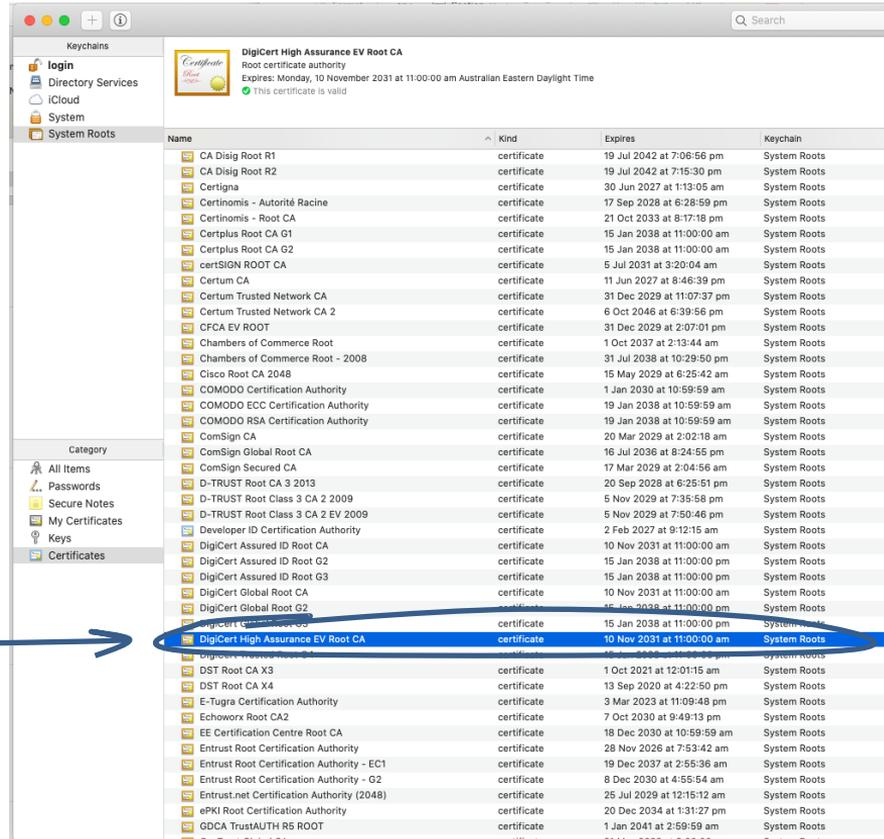 Search
Keychains
login
Directory Services
iCloud
System
System Roots
DigiCert High Assurance EV Root CA
Root certificate authority
Expires: Monday, 10 November 2031 at 11:00:00 am Australian Eastern Daylight Time
This certificate is valid
Certificate
Root
Name Kind Expires Keychain
CA Disig Root R1 certificate 19 Jul 2042 at 7:06:56 pm System Roots
CA Disig Root R2 certificate 19 Jul 2042 at 7:15:30 pm System Roots
Certigna certificate 30 Jun 2027 at 1:13:05 am System Roots
Certinomis - Autorité Racine certificate 17 Sep 2028 at 6:28:59 pm System Roots
Certinomis - Root CA certificate 21 Oct 2033 at 8:17:18 pm System Roots
Certplus Root CA G1 certificate 15 Jan 2038 at 11:00:00 am System Roots
Certplus Root CA G2 certificate 15 Jan 2038 at 11:00:00 am System Roots
certSIGN ROOT CA certificate 5 Jul 2031 at 3:20:04 am System Roots
Certum CA certificate 11 Jun 2027 at 8:46:39 pm System Roots
Certum Trusted Network CA certificate 31 Dec 2029 at 11:07:37 pm System Roots
Certum Trusted Network CA 2 certificate 6 Oct 2046 at 6:39:56 pm System Roots
CFCA EV ROOT certificate 31 Dec 2029 at 2:07:01 pm System Roots
Chambers of Commerce Root certificate 1 Oct 2037 at 2:13:44 am System Roots
Chambers of Commerce Root - 2008 certificate 31 Jul 2038 at 10:29:50 pm System Roots
Cisco Root CA 2048 certificate 15 May 2029 at 6:25:42 am System Roots
COMODO Certification Authority certificate 1 Jan 2030 at 10:59:59 am System Roots
COMODO ECC Certification Authority certificate 19 Jan 2038 at 10:59:59 am System Roots
COMODO RSA Certification Authority certificate 19 Jan 2038 at 10:59:59 am System Roots
ComSign CA certificate 20 Mar 2029 at 2:02:18 am System Roots
ComSign Global Root CA certificate 16 Jul 2036 at 8:24:55 pm System Roots
ComSign Secured CA certificate 17 Mar 2029 at 2:04:56 am System Roots
D-TRUST Root CA 3 2013 certificate 20 Sep 2028 at 6:25:51 pm System Roots
D-TRUST Root Class 3 CA 2 2009 certificate 5 Nov 2029 at 7:35:58 pm System Roots
D-TRUST Root Class 3 CA 2 EV 2009 certificate 5 Nov 2029 at 7:50:46 pm System Roots
Developer ID Certification Authority certificate 2 Feb 2027 at 9:12:15 am System Roots
DigiCert Assured ID Root CA certificate 10 Nov 2031 at 11:00:00 am System Roots
DigiCert Assured ID Root G2 certificate 15 Jan 2038 at 11:00:00 pm System Roots
DigiCert Assured ID Root G3 certificate 15 Jan 2038 at 11:00:00 pm System Roots
DigiCert Global Root CA certificate 10 Nov 2031 at 11:00:00 am System Roots
DigiCert Global Root G2 certificate 15 Jan 2038 at 11:00:00 pm System Roots
DigiCert Global Root G3 certificate 15 Jan 2038 at 11:00:00 pm System Roots
DigiCert High Assurance EV Root CA certificate 10 Nov 2031 at 11:00:00 am System Roots
DigiCert Trusted Root certificate System Roots
DST Root CA X3 certificate 1 Oct 2021 at 12:01:15 am System Roots
DST Root CA X4 certificate 13 Sep 2020 at 4:22:50 pm System Roots
E-Tugra Certification Authority certificate 3 Mar 2023 at 11:09:48 pm System Roots
Echoworx Root CA2 certificate 7 Oct 2030 at 9:49:13 pm System Roots
EE Certification Centre Root CA certificate 18 Dec 2030 at 10:59:59 am System Roots
Entrust Root Certification Authority certificate 28 Nov 2026 at 7:53:42 am System Roots
Entrust Root Certification Authority - EC1 certificate 19 Dec 2037 at 2:55:36 am System Roots
Entrust Root Certification Authority - G2 certificate 8 Dec 2030 at 4:55:54 am System Roots
Entrust.net Certification Authority (2048) certificate 25 Jul 2029 at 12:15:12 am System Roots
ePKI Root Certification Authority certificate 20 Dec 2034 at 1:31:27 pm System Roots
GDCA TrustAUTH R5 ROOT certificate 1 Jan 2041 at 2:59:59 am System Roots
Category
All Items
Passwords
Secure Notes
My Certificates
Keys
Certificates